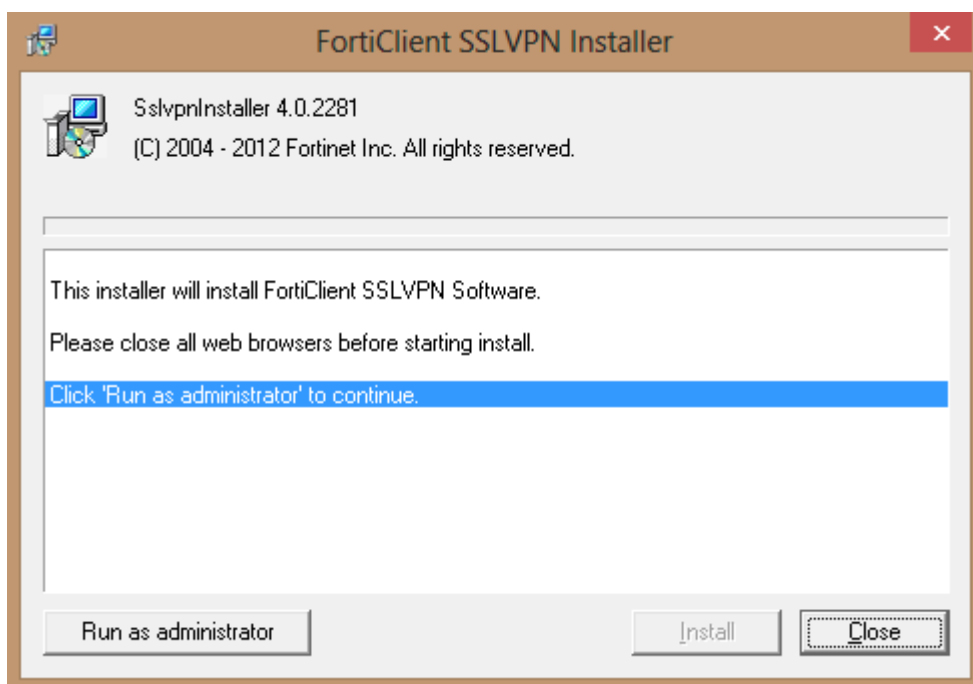 FortiClient SSLVPN Installer
SslvpnInstaller 4.0.2281
(C) 2004 - 2012 Fortinet Inc. All rights reserved.
This installer will install FortiClient SSLVPN Software.
Please close all web browsers before starting install.
Click 'Run as administrator' to continue.
Run as administrator
Install
Close